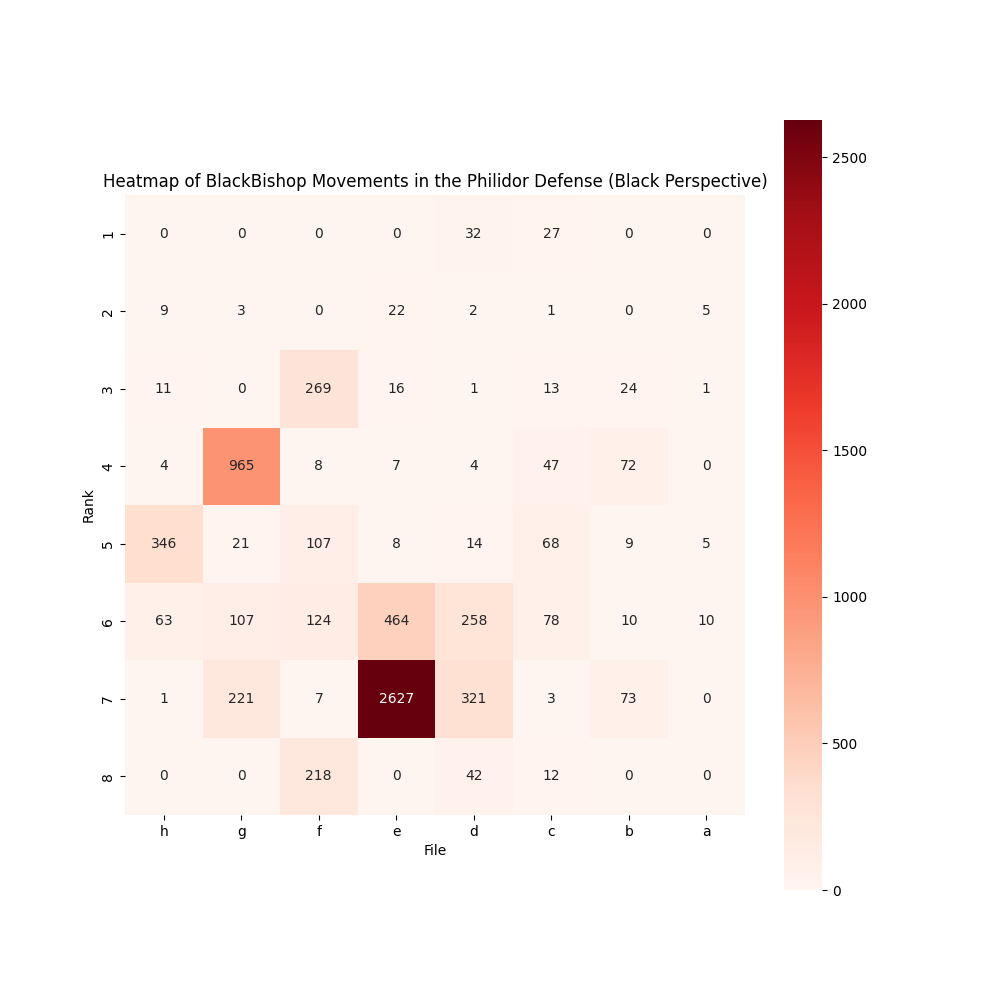 Heatmap of BlackBishop Movements in the Philidor Defense (Black Perspective)
1 0 0 0 0 32 27 0 0
2 9 3 0 22 2 1 0 5
3 11 0 269 16 1 13 24 1
4 4 965 8 7 4 47 72 0
5 346 21 107 8 14 68 9 5
6 63 107 124 464 258 78 10 10
7 1 221 7 2627 321 3 73 0
8 0 0 218 0 42 12 0 0
h g f e d c b a
File
Rank
2500
2000
1500
1000
500
0